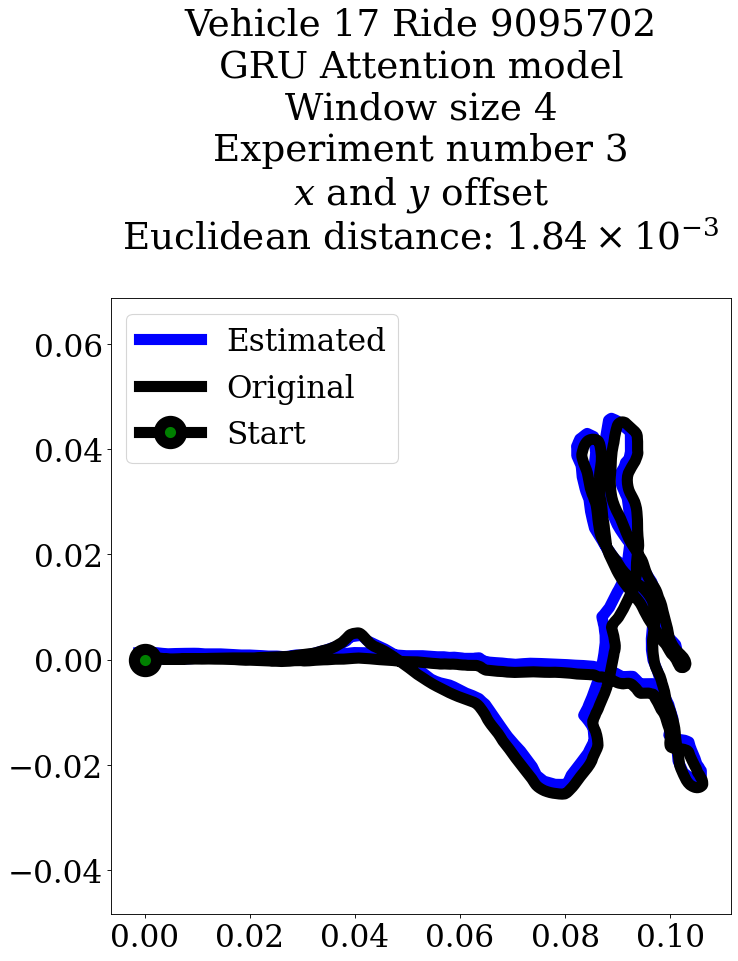 Vehicle 17 Ride 9095702
GRU Attention model
Window size 4
Experiment number 3
x and y offset
Euclidean distance: 1.84 × 10⁻³
Estimated
Original
Start
0.06
0.04
0.02
0.00
−0.02
−0.04
0.00 0.02 0.04 0.06 0.08 0.10